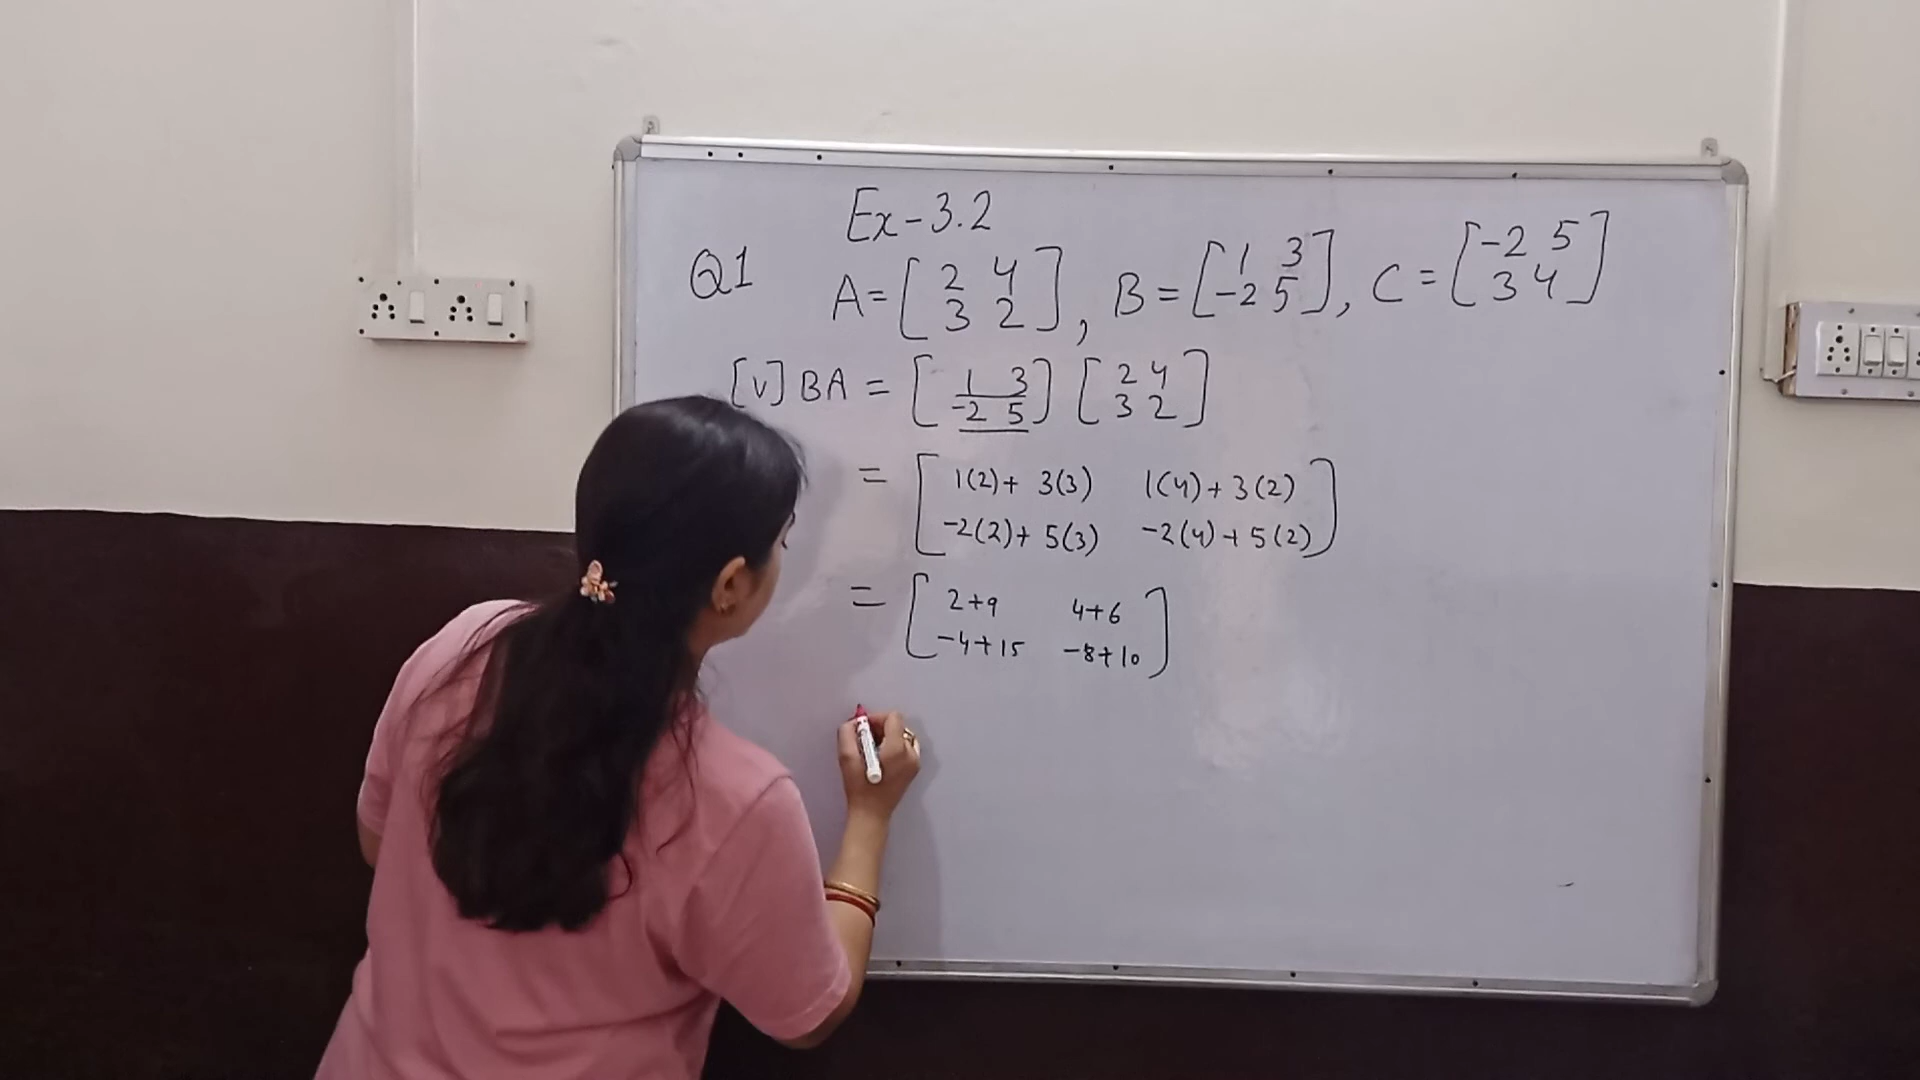 Ex-3.2
Q1 A = [ 2 4
3 2 ] , B = [ 1 3
-2 5 ] , C = [ -2 5
3 4 ]
[v] BA = [ 1 3
-2 5 ] [ 2 4
3 2 ]
= [ 1(2)+ 3(3) 1(4)+3(2)
-2(2)+ 5(3) -2(4)+5(2) ]
= [ 2+9 4+6
-4+15 -8+10 ]